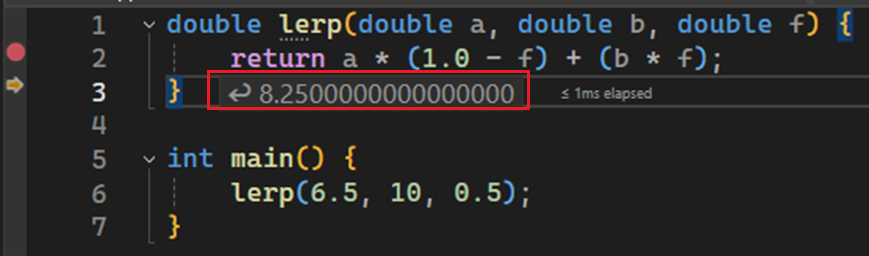 1 double lerp(double a, double b, double f) {
2 return a * (1.0 - f) + (b * f);
3 } ↩ 8.2500000000000000 ≤ 1ms elapsed
4
5 int main() {
6 lerp(6.5, 10, 0.5);
7 }